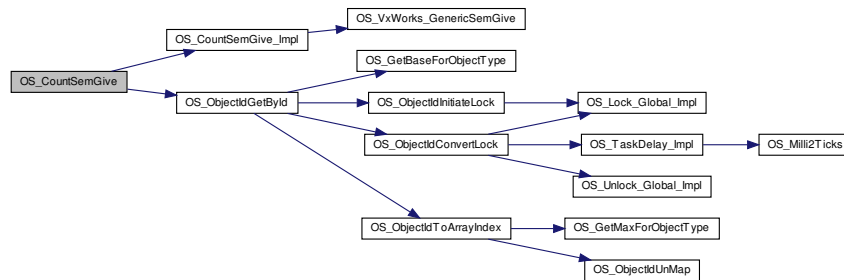 OS_VxWorks_GenericSemGive
OS_CountSemGive_Impl
OS_GetBaseForObjectType
OS_CountSemGive
OS_ObjectIdGetById
OS_ObjectIdInitiateLock
OS_Lock_Global_Impl
OS_ObjectIdConvertLock
OS_TaskDelay_Impl
OS_Milli2Ticks
OS_Unlock_Global_Impl
OS_ObjectIdToArrayIndex
OS_GetMaxForObjectType
OS_ObjectIdUnMap